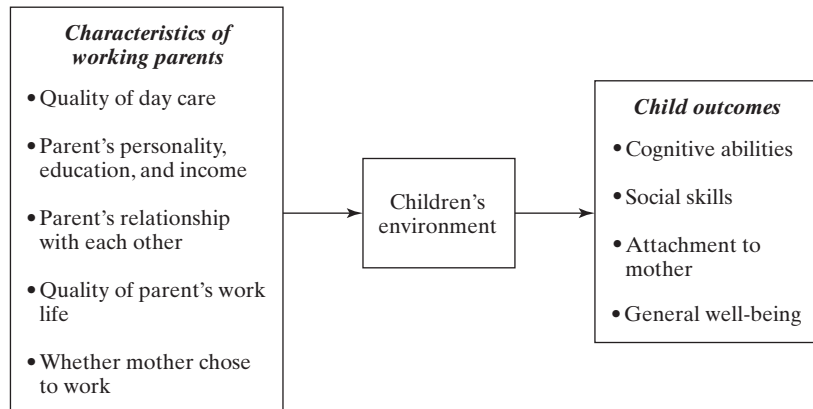 Characteristics of
working parents
• Quality of day care
• Parent’s personality,
education, and income
• Parent’s relationship
with each other
• Quality of parent’s work
life
• Whether mother chose
to work
Children’s
environment
Child outcomes
• Cognitive abilities
• Social skills
• Attachment to
mother
• General well-being